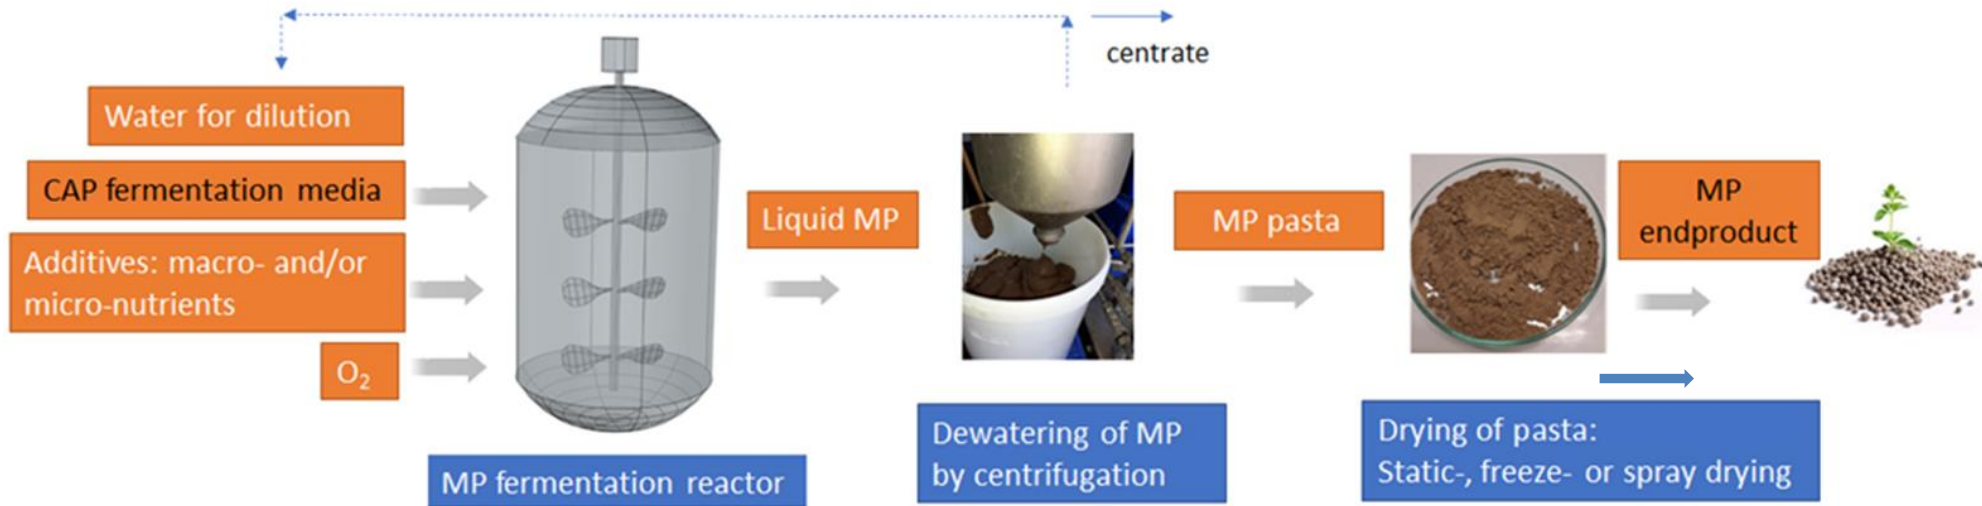 centrate
Water for dilution
CAP fermentation media
Additives: macro- and/or
micro-nutrients
O₂
MP fermentation reactor
Liquid MP
Dewatering of MP
by centrifugation
MP pasta
Drying of pasta:
Static-, freeze- or spray drying
MP
endproduct